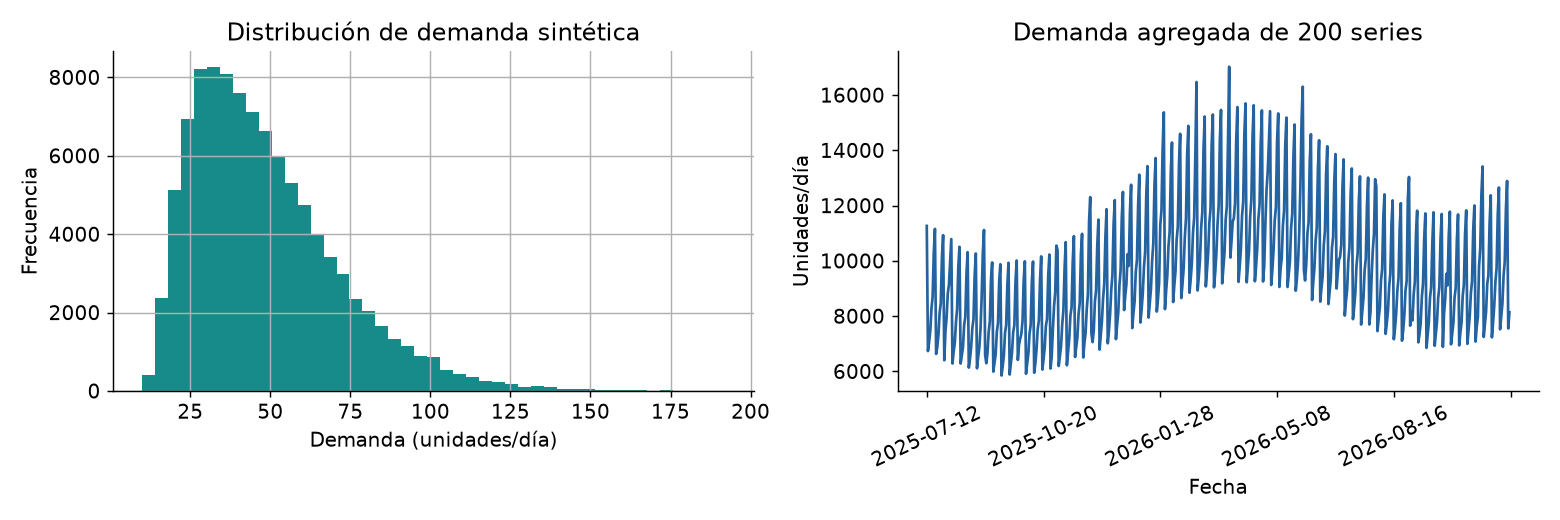 Distribución de demanda sintética
Frecuencia
8000
6000
4000
2000
0
25 50 75 100 125 150 175 200
Demanda (unidades/día)
Demanda agregada de 200 series
Unidades/día
16000
14000
12000
10000
8000
6000
2025-07-12 2025-10-20 2026-01-28 2026-05-08 2026-08-16
Fecha